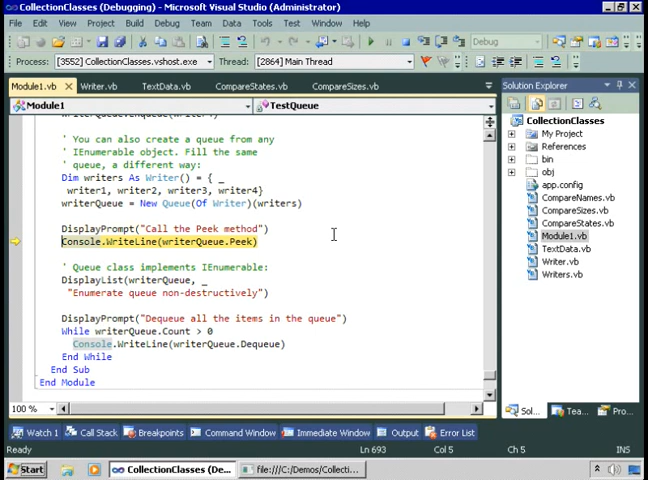 CollectionClasses (Debugging) - Microsoft Visual Studio (Administrator)
File Edit View Project Build Debug Team Data Tools Test Window Help
Debug
Process: [3552] CollectionClasses.vshost.exe Thread: [2864] Main Thread
Module1.vb Writer.vb TextData.vb CompareStates.vb CompareSizes.vb
Module1 TestQueue
' You can also create a queue from any
' IEnumerable object. Fill the same
' queue, a different way:
Dim writers As Writer() = { _
writer1, writer2, writer3, writer4}
writerQueue = New Queue(Of Writer)(writers)
DisplayPrompt("Call the Peek method")
Console.WriteLine(writerQueue.Peek)
' Queue class implements IEnumerable:
DisplayList(writerQueue, _
"Enumerate queue non-destructively")
DisplayPrompt("Dequeue all the items in the queue")
While writerQueue.Count > 0
Console.WriteLine(writerQueue.Dequeue)
End While
End Sub
End Module
100 %
Solution Explorer
CollectionClasses
My Project
References
bin
obj
app.config
CompareNames.vb
CompareSizes.vb
CompareStates.vb
Module1.vb
TextData.vb
Writer.vb
Writers.vb
Sol... Tea... Pro...
Watch 1 Call Stack Breakpoints Command Window Immediate Window Output Error List
Ready Ln 693 Col 5 Ch 5 INS
Start CollectionClasses (De... file:///C:/Demos/Collecti...